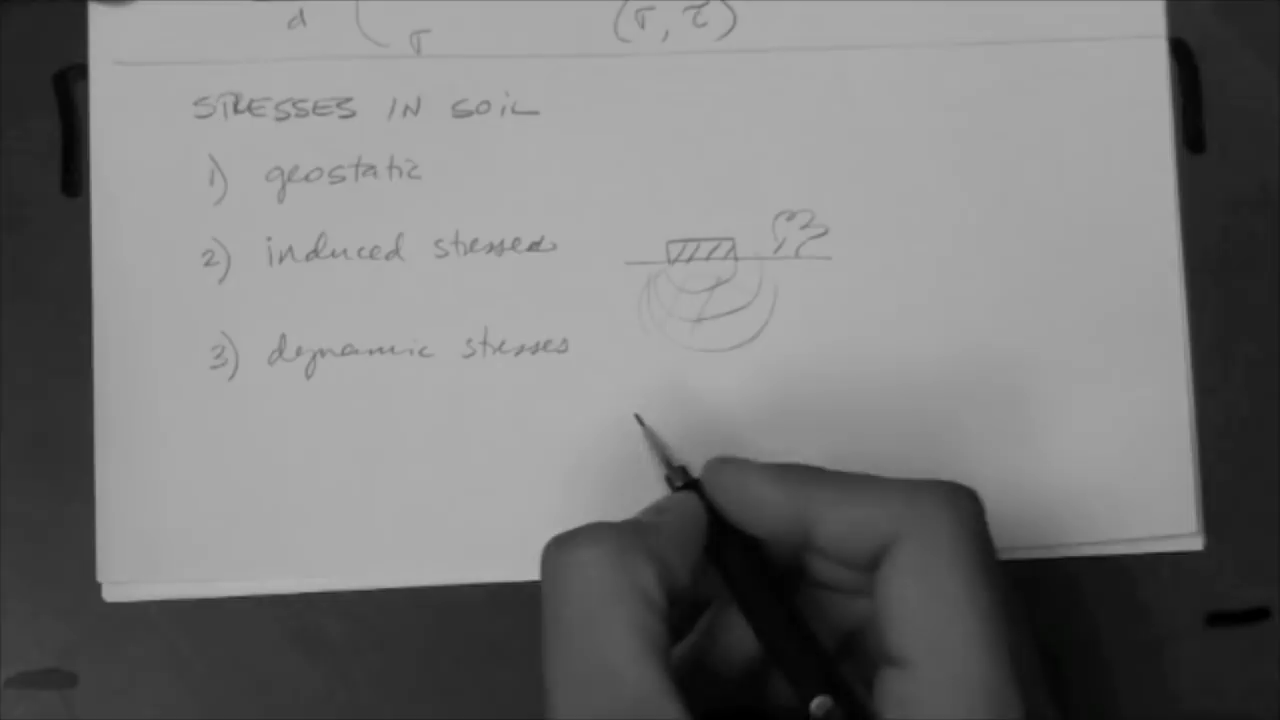 d σ (σ, τ)
STRESSES IN SOIL
1) geostatic
2) induced stresses
3) dynamic stresses